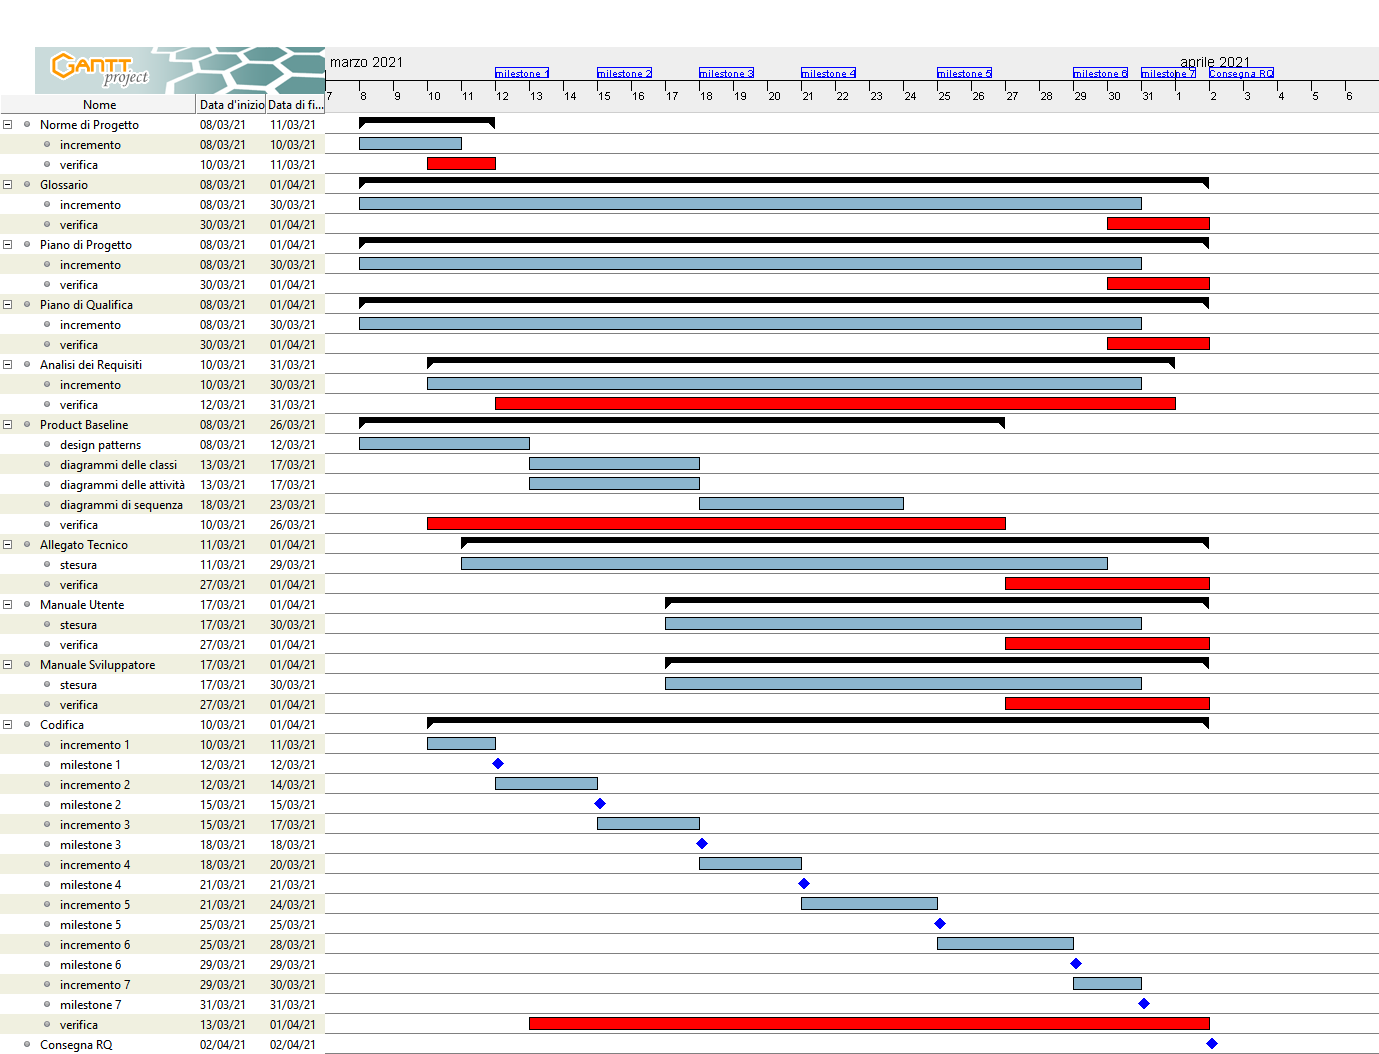 GANTT
project
marzo 2021
aprile 2021
milestone 1 milestone 2 milestone 3 milestone 4 milestone 5 milestone 6 milestone 7 Consegna RQ
Nome Data d'inizio Data di fi...
7 8 9 10 11 12 13 14 15 16 17 18 19 20 21 22 23 24 25 26 27 28 29 30 31 1 2 3 4 5 6
Norme di Progetto 08/03/21 11/03/21
incremento 08/03/21 10/03/21
verifica 10/03/21 11/03/21
Glossario 08/03/21 01/04/21
incremento 08/03/21 30/03/21
verifica 30/03/21 01/04/21
Piano di Progetto 08/03/21 01/04/21
incremento 08/03/21 30/03/21
verifica 30/03/21 01/04/21
Piano di Qualifica 08/03/21 01/04/21
incremento 08/03/21 30/03/21
verifica 30/03/21 01/04/21
Analisi dei Requisiti 10/03/21 31/03/21
incremento 10/03/21 30/03/21
verifica 12/03/21 31/03/21
Product Baseline 08/03/21 26/03/21
design patterns 08/03/21 12/03/21
diagrammi delle classi 13/03/21 17/03/21
diagrammi delle attività 13/03/21 17/03/21
diagrammi di sequenza 18/03/21 23/03/21
verifica 10/03/21 26/03/21
Allegato Tecnico 11/03/21 01/04/21
stesura 11/03/21 29/03/21
verifica 27/03/21 01/04/21
Manuale Utente 17/03/21 01/04/21
stesura 17/03/21 30/03/21
verifica 27/03/21 01/04/21
Manuale Sviluppatore 17/03/21 01/04/21
stesura 17/03/21 30/03/21
verifica 27/03/21 01/04/21
Codifica 10/03/21 01/04/21
incremento 1 10/03/21 11/03/21
milestone 1 12/03/21 12/03/21
incremento 2 12/03/21 14/03/21
milestone 2 15/03/21 15/03/21
incremento 3 15/03/21 17/03/21
milestone 3 18/03/21 18/03/21
incremento 4 18/03/21 20/03/21
milestone 4 21/03/21 21/03/21
incremento 5 21/03/21 24/03/21
milestone 5 25/03/21 25/03/21
incremento 6 25/03/21 28/03/21
milestone 6 29/03/21 29/03/21
incremento 7 29/03/21 30/03/21
milestone 7 31/03/21 31/03/21
verifica 13/03/21 01/04/21
Consegna RQ 02/04/21 02/04/21